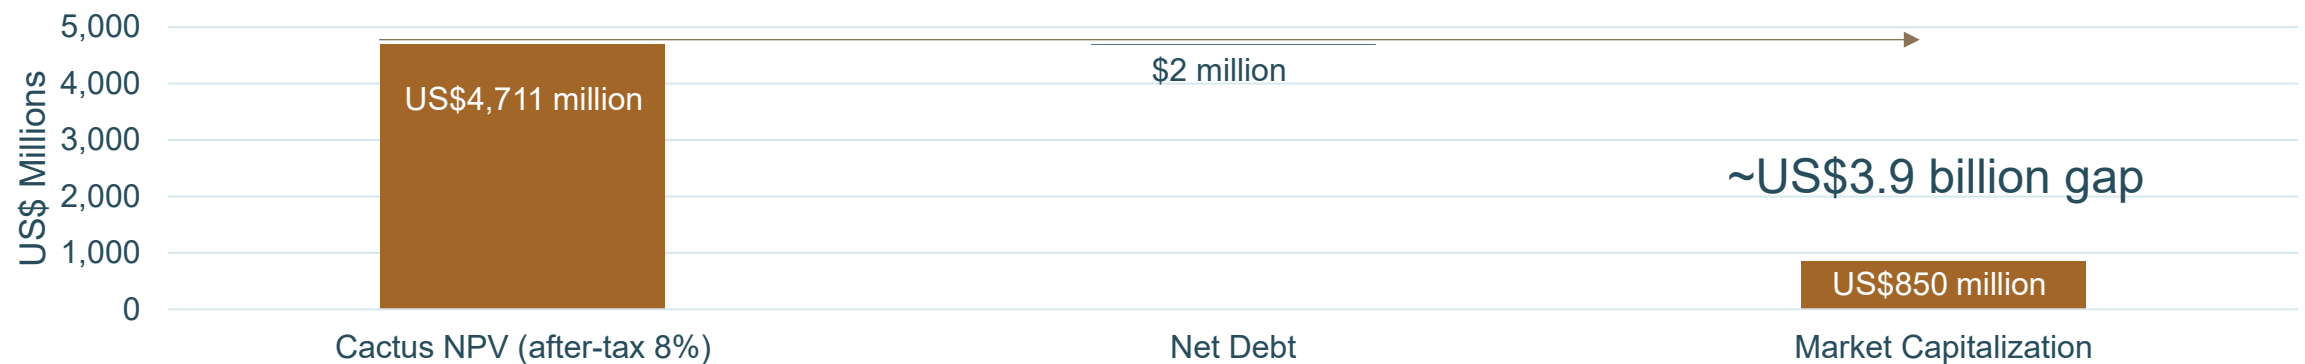 US$ Millions
5,000
4,000
3,000
2,000
1,000
0
US$4,711 million
$2 million
~US$3.9 billion gap
US$850 million
Cactus NPV (after-tax 8%)
Net Debt
Market Capitalization